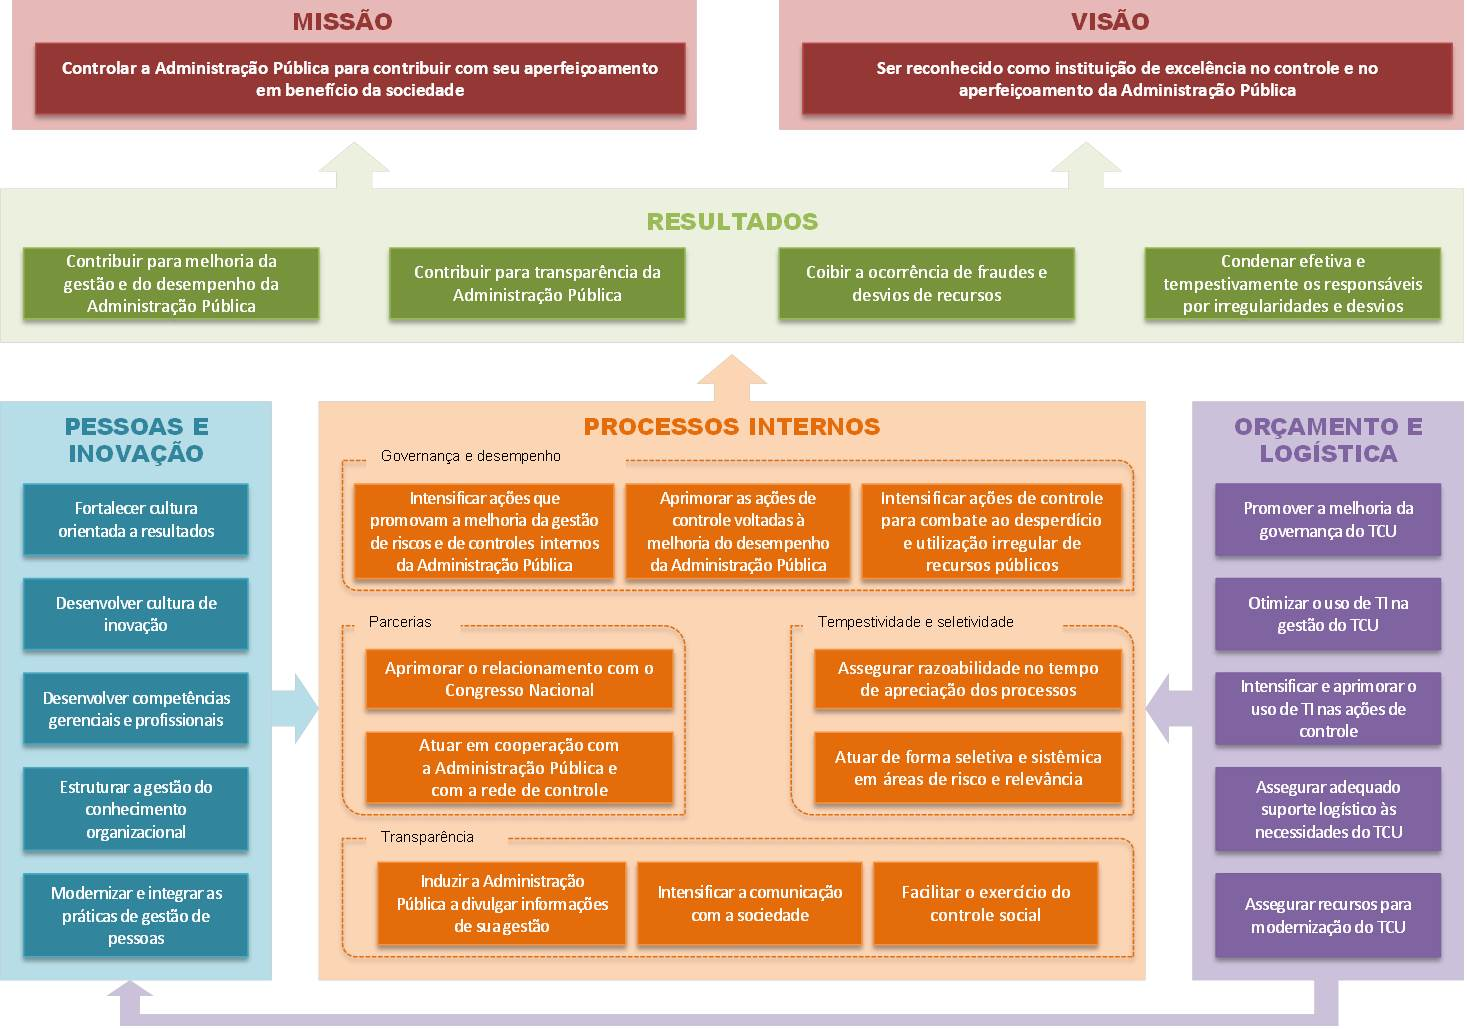 MISSÃO
Controlar a Administração Pública para contribuir com seu aperfeiçoamento
em benefício da sociedade
VISÃO
Ser reconhecido como instituição de excelência no controle e no
aperfeiçoamento da Administração Pública
RESULTADOS
Contribuir para melhoria da
gestão e do desempenho da
Administração Pública
Contribuir para transparência da
Administração Pública
Coibir a ocorrência de fraudes e
desvios de recursos
Condenar efetiva e
tempestivamente os responsáveis
por irregularidades e desvios
PESSOAS E
INOVAÇÃO
Fortalecer cultura
orientada a resultados
Desenvolver cultura de
inovação
Desenvolver competências
gerenciais e profissionais
Estruturar a gestão do
conhecimento
organizacional
Modernizar e integrar as
práticas de gestão de
pessoas
PROCESSOS INTERNOS
Governança e desempenho
Intensificar ações que
promovam a melhoria da gestão
de riscos e de controles internos
da Administração Pública
Aprimorar as ações de
controle voltadas à
melhoria do desempenho
da Administração Pública
Intensificar ações de controle
para combate ao desperdício
e utilização irregular de
recursos públicos
Parcerias
Aprimorar o relacionamento com o
Congresso Nacional
Atuar em cooperação com
a Administração Pública e
com a rede de controle
Tempestividade e seletividade
Assegurar razoabilidade no tempo
de apreciação dos processos
Atuar de forma seletiva e sistêmica
em áreas de risco e relevância
Transparência
Induzir a Administração
Pública a divulgar informações
de sua gestão
Intensificar a comunicação
com a sociedade
Facilitar o exercício do
controle social
ORÇAMENTO E
LOGÍSTICA
Promover a melhoria da
governança do TCU
Otimizar o uso de TI na
gestão do TCU
Intensificar e aprimorar o
uso de TI nas ações de
controle
Assegurar adequado
suporte logístico às
necessidades do TCU
Assegurar recursos para
modernização do TCU